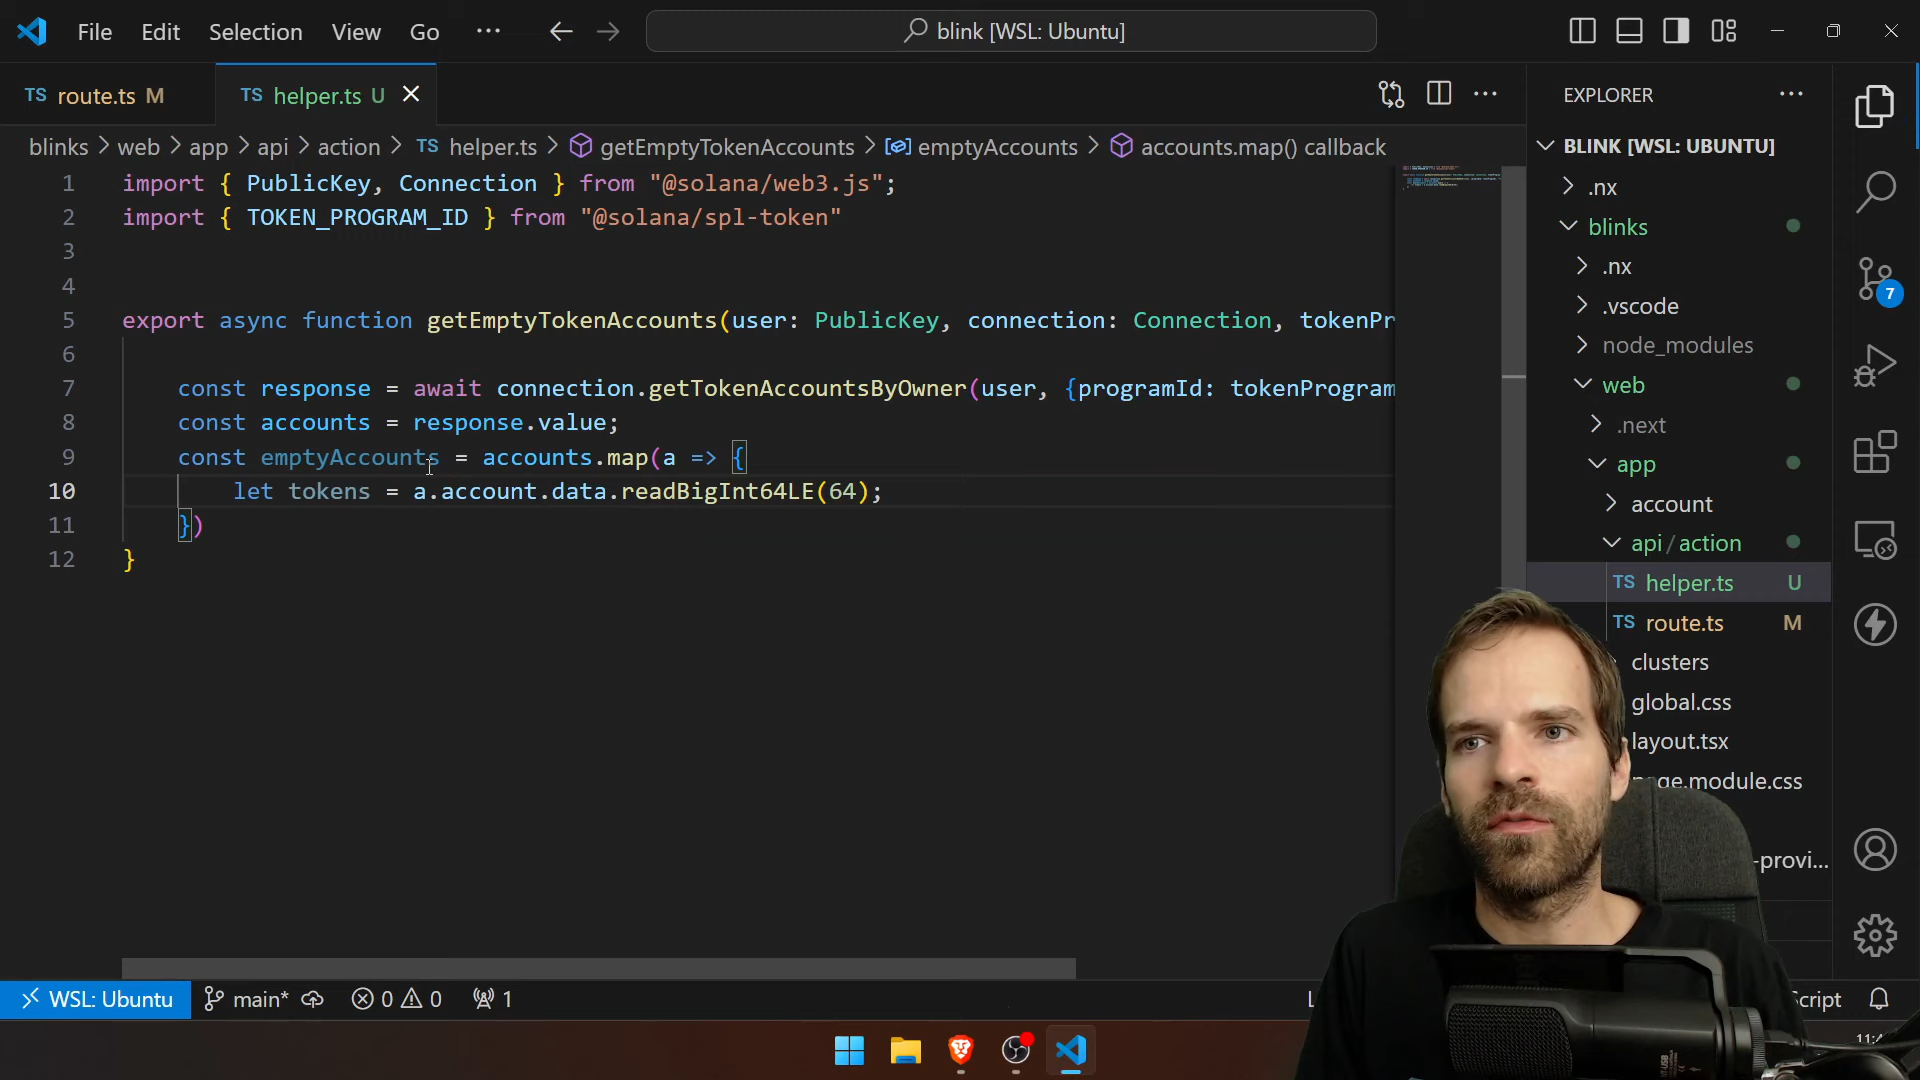 File Edit Selection View Go ··· blink [WSL: Ubuntu]
TS route.ts M TS helper.ts U
blinks > web > app > api > action > TS helper.ts > getEmptyTokenAccounts > emptyAccounts > accounts.map() callback
1 import { PublicKey, Connection } from "@solana/web3.js";
2 import { TOKEN_PROGRAM_ID } from "@solana/spl-token"
3
4
5 export async function getEmptyTokenAccounts(user: PublicKey, connection: Connection, tokenPr
6
7 const response = await connection.getTokenAccountsByOwner(user, {programId: tokenProgram
8 const accounts = response.value;
9 const emptyAccounts = accounts.map(a => {
10 let tokens = a.account.data.readBigInt64LE(64);
11 })
12 }
EXPLORER
BLINK [WSL: UBUNTU]
.nx
blinks
.nx
.vscode
node_modules
web
.next
app
account
api/action
TS helper.ts U
TS route.ts M
clusters
global.css
layout.tsx
page.module.css
-provi...
7
WSL: Ubuntu main* 0 0 1
Script
11:4